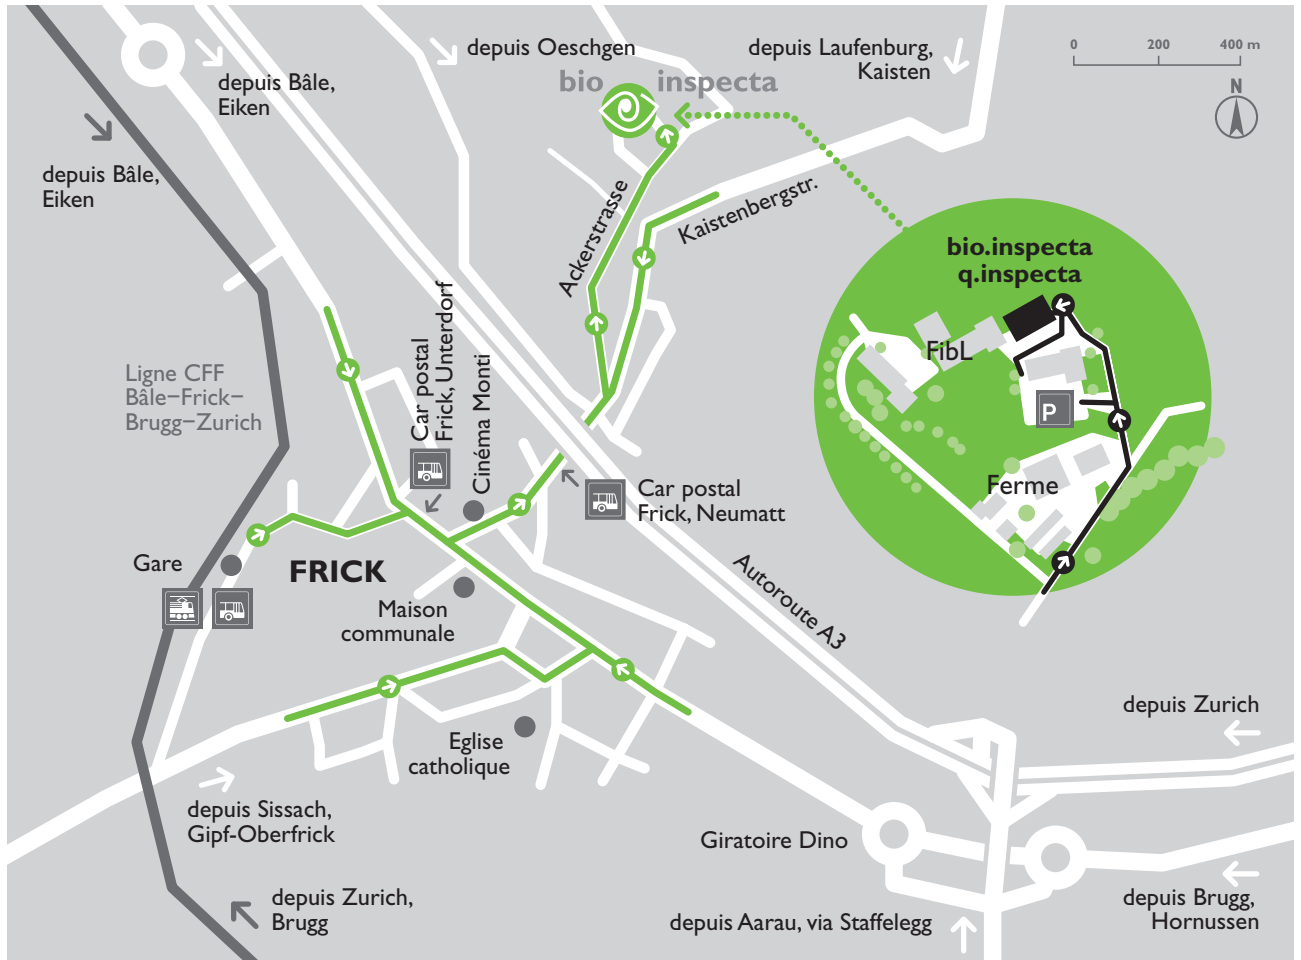 depuis Oeschgen
depuis Laufenburg,
Kaisten
0 200 400 m
N
depuis Bâle,
Eiken
bio inspecta
depuis Bâle,
Eiken
Ackerstrasse
Kaistenbergstr.
bio.inspecta
q.inspecta
FibL
P
Ferme
Ligne CFF
Bâle–Frick–
Brugg–Zurich
Car postal
Frick, Unterdorf
Cinéma Monti
Car postal
Frick, Neumatt
Gare
FRICK
Maison
communale
Autoroute A3
Eglise
catholique
depuis Zurich
depuis Sissach,
Gipf-Oberfrick
Giratoire Dino
depuis Zurich,
Brugg
depuis Aarau, via Staffelegg
depuis Brugg,
Hornussen